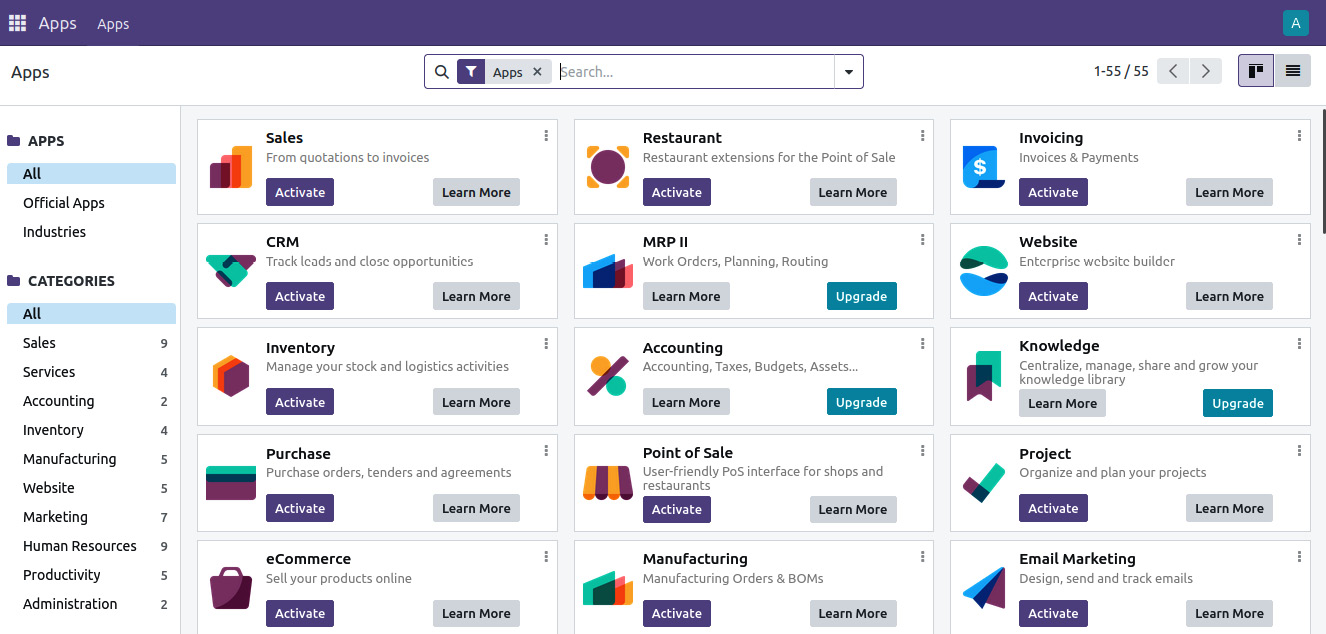 Apps Apps A
Apps
Apps ✕ Search... 1-55 / 55
APPS
All
Official Apps
Industries
CATEGORIES
All
Sales 9
Services 4
Accounting 2
Inventory 4
Manufacturing 5
Website 5
Marketing 7
Human Resources 9
Productivity 5
Administration 2
Sales
From quotations to invoices
Activate Learn More
Restaurant
Restaurant extensions for the Point of Sale
Activate Learn More
$
Invoicing
Invoices & Payments
Activate Learn More
CRM
Track leads and close opportunities
Activate Learn More
MRP II
Work Orders, Planning, Routing
Learn More Upgrade
Website
Enterprise website builder
Activate Learn More
Inventory
Manage your stock and logistics activities
Activate Learn More
Accounting
Accounting, Taxes, Budgets, Assets...
Learn More Upgrade
Knowledge
Centralize, manage, share and grow your
knowledge library
Learn More Upgrade
Purchase
Purchase orders, tenders and agreements
Activate Learn More
Point of Sale
User-friendly PoS interface for shops and
restaurants
Activate Learn More
Project
Organize and plan your projects
Activate Learn More
eCommerce
Sell your products online
Activate Learn More
Manufacturing
Manufacturing Orders & BOMs
Activate Learn More
Email Marketing
Design, send and track emails
Activate Learn More